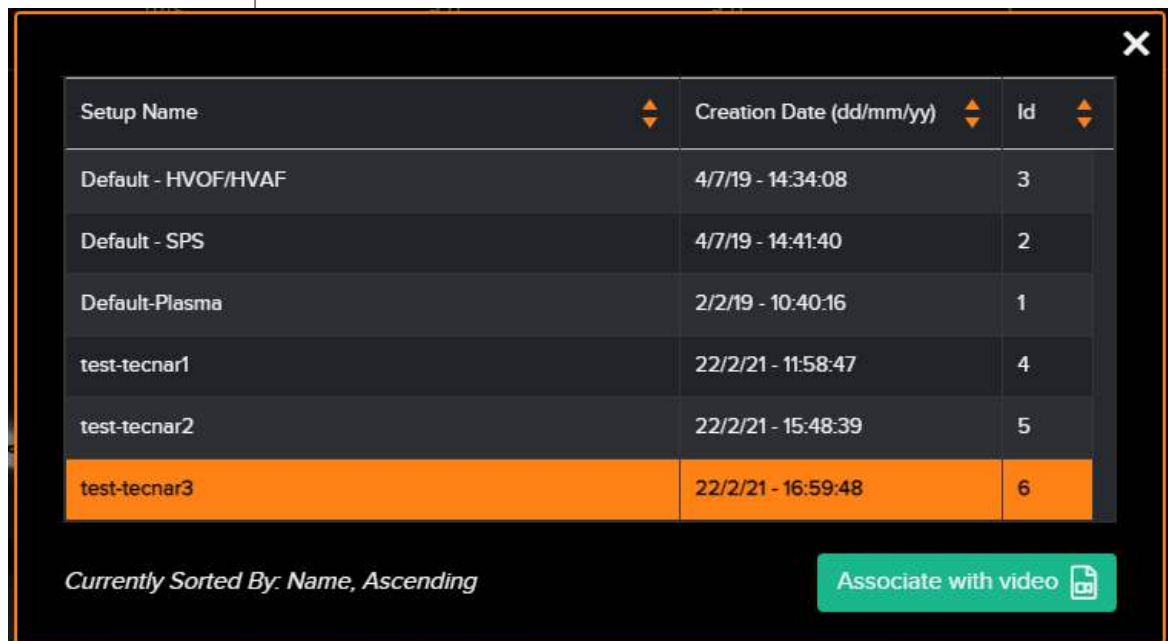 Setup Name Creation Date (dd/mm/yy) Id
Default - HVOF/HVAF 4/7/19 - 14:34:08 3
Default - SPS 4/7/19 - 14:41:40 2
Default-Plasma 2/2/19 - 10:40:16 1
test-tecnar1 22/2/21 - 11:58:47 4
test-tecnar2 22/2/21 - 15:48:39 5
test-tecnar3 22/2/21 - 16:59:48 6
Currently Sorted By: Name, Ascending Associate with video